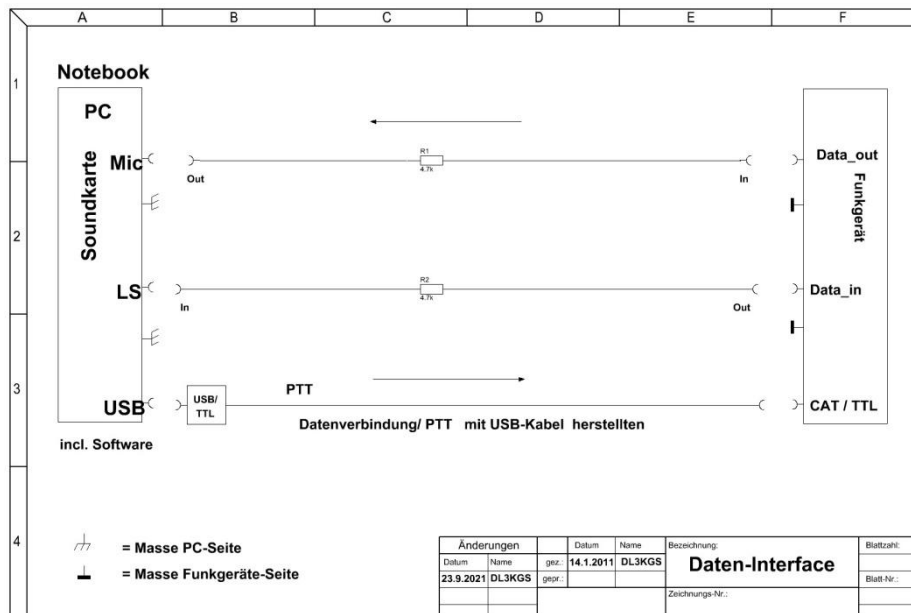 A B C D E F
1
2
3
4
Notebook
PC
Soundkarte
Mic
Out
R1
4.7k
In
Data_out
Funkgerät
LS
In
R2
4.7k
Out
Data_in
USB
USB/
TTL
PTT
CAT / TTL
Datenverbindung/ PTT mit USB-Kabel herstellten
incl. Software
= Masse PC-Seite
= Masse Funkgeräte-Seite
Änderungen Datum Name Bezeichnung: Blattzahl:
Datum Name gez.: 14.1.2011 DL3KGS Daten-Interface
23.9.2021 DL3KGS gepr.: Blatt-Nr.:
Zeichnungs-Nr.: